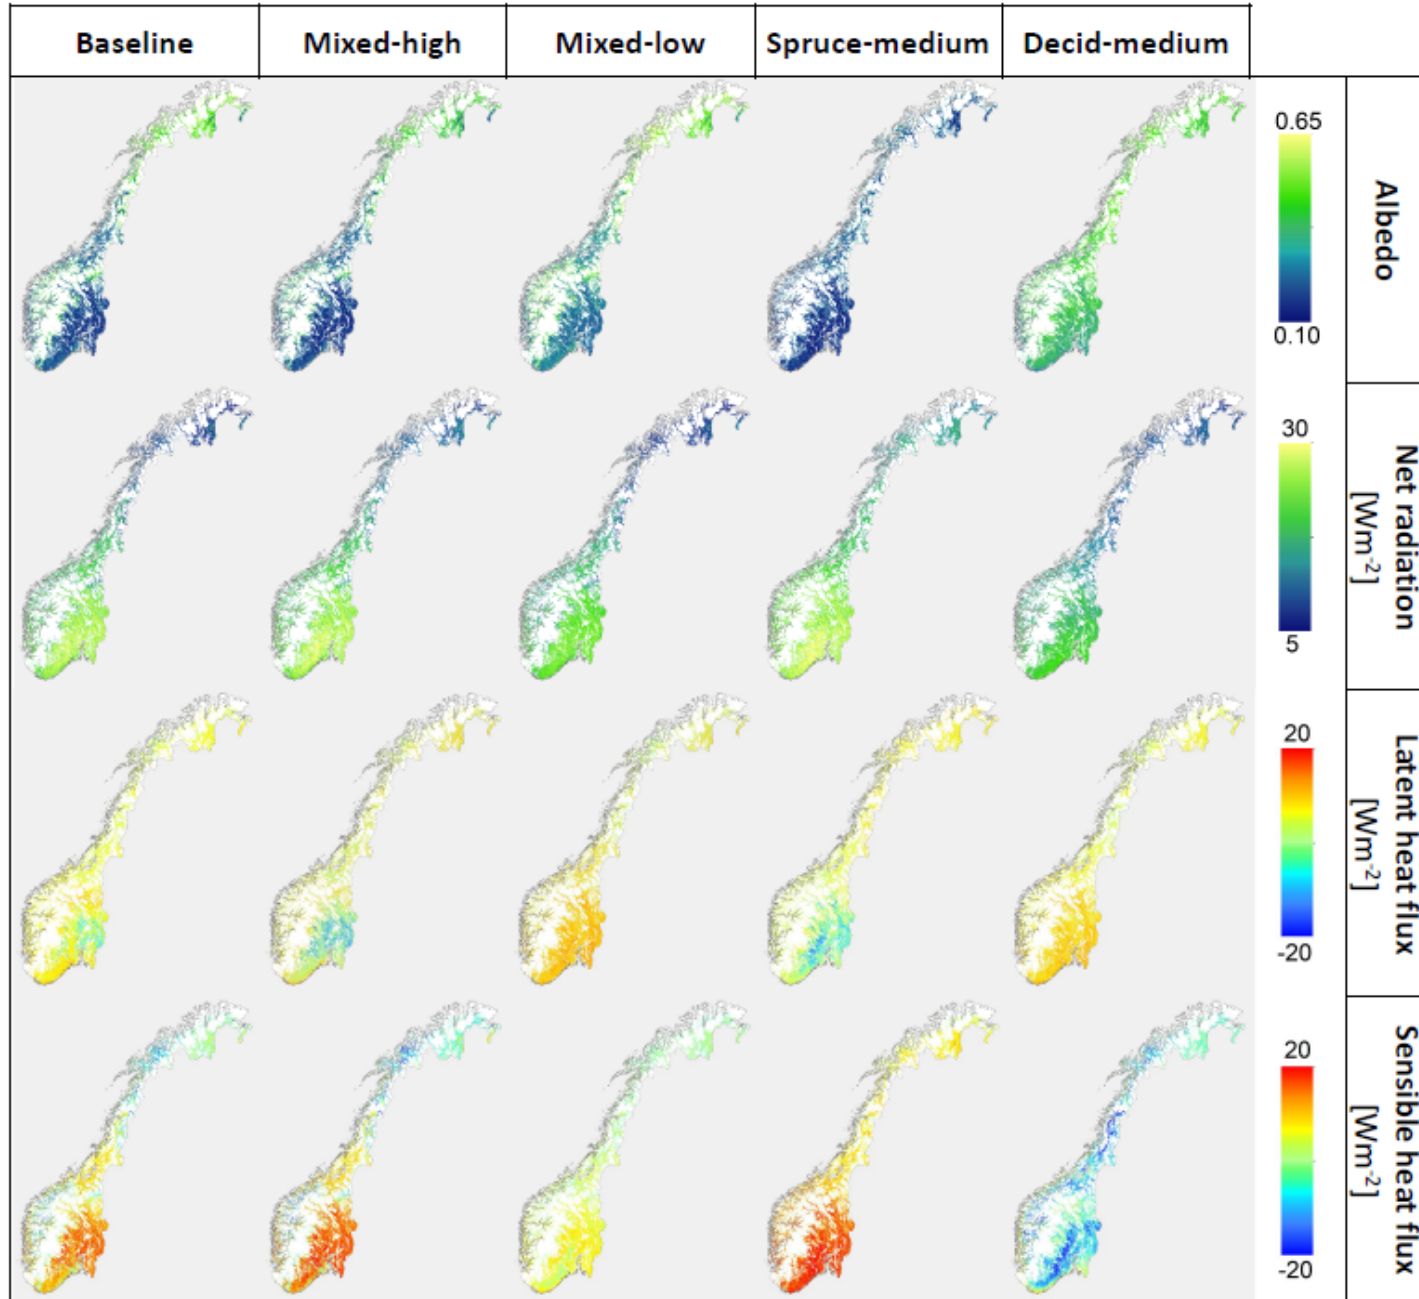 Baseline
Mixed-high
Mixed-low
Spruce-medium
Decid-medium
0.65
0.10
Albedo
30
5
Net radiation
[Wm-2]
20
-20
Latent heat flux
[Wm-2]
20
-20
Sensible heat flux
[Wm-2]